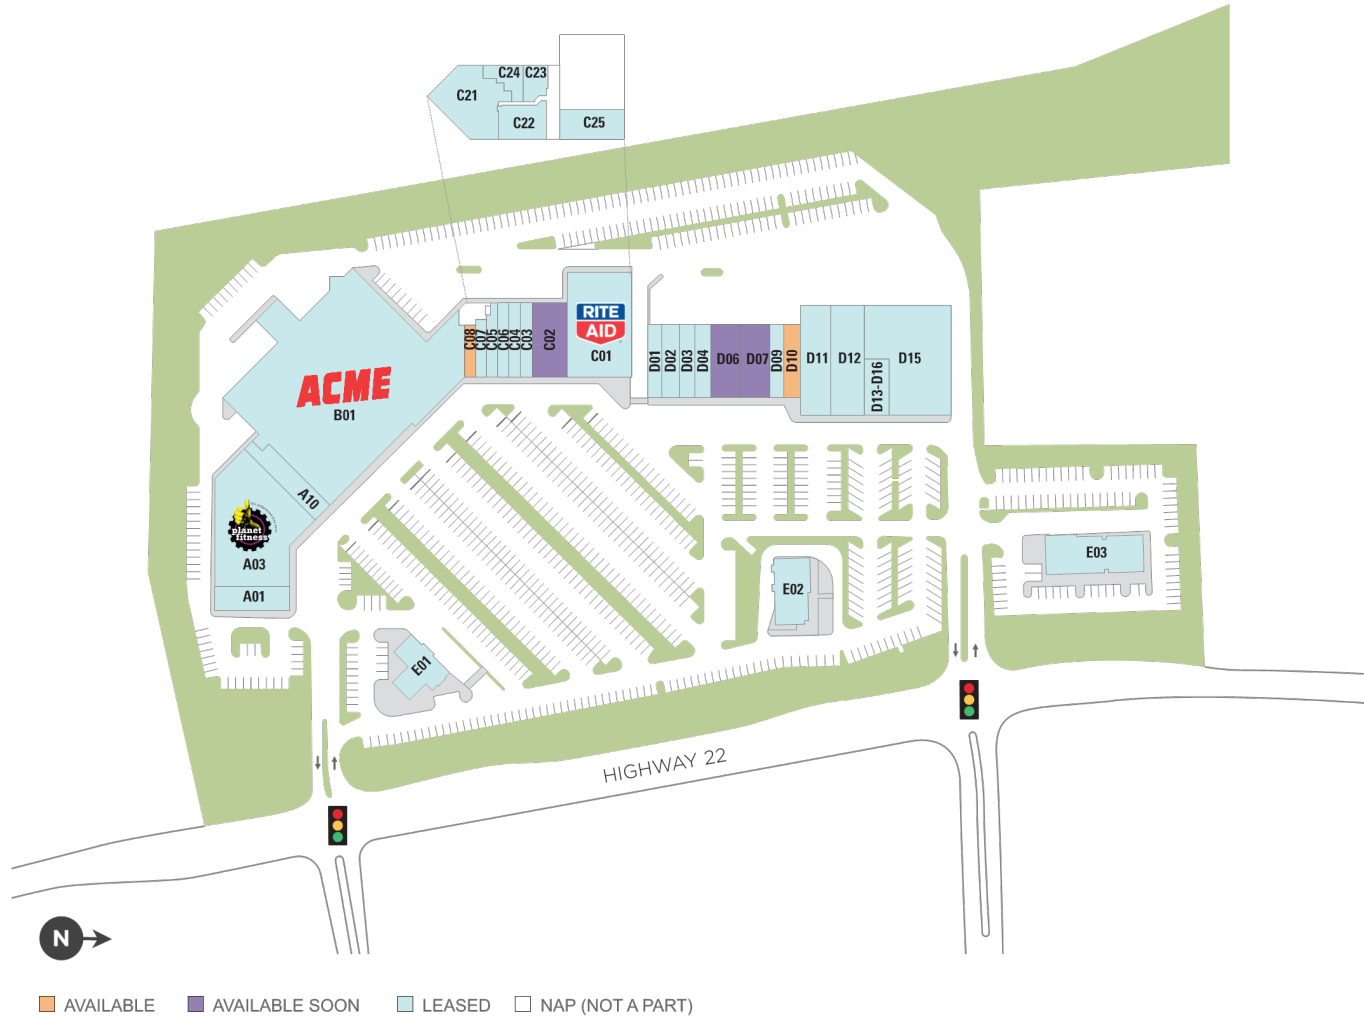 C24
C23
C21
C22
C25
RITE
AID
C01
C08
C07
C05
C06
C04
C03
C02
D01
D02
D03
D04
D06
D07
D09
D10
D11
D12
D13-D16
D15
ACME
B01
A10
planet
fitness
A03
A01
E01
E02
E03
HIGHWAY 22
N
AVAILABLE
AVAILABLE SOON
LEASED
NAP (NOT A PART)